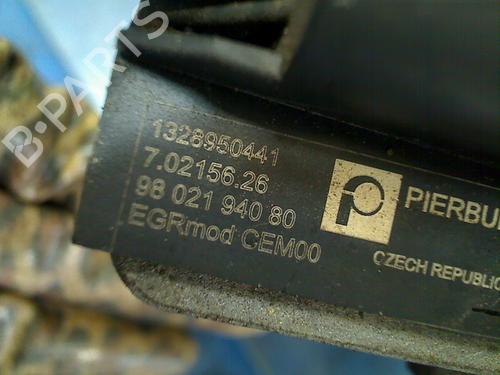 B-PARTS
1328950441
7.02156.26
98 021 940 80
EGRmod CEM00
PIERBU
CZECH REPUBLIC